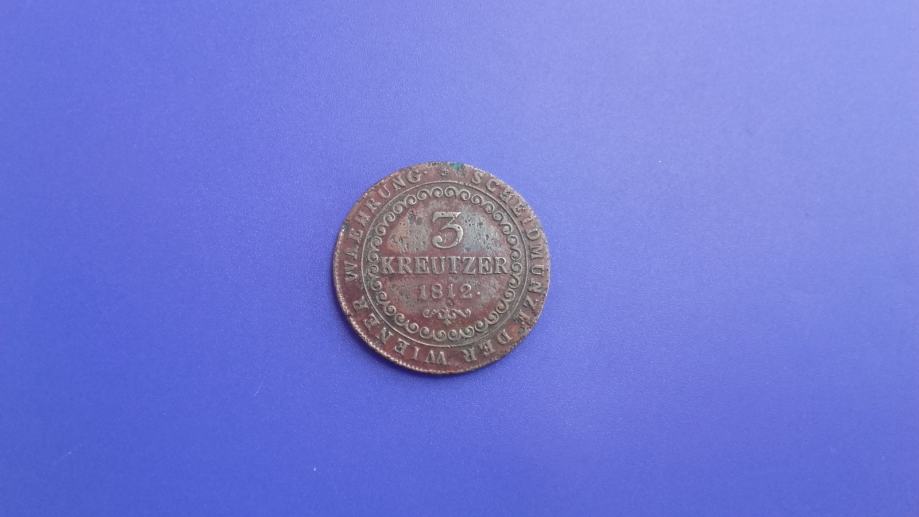 SCHEIDMÜNZE DER WIENER WAEHRUNG
3
KREUTZER
1812.